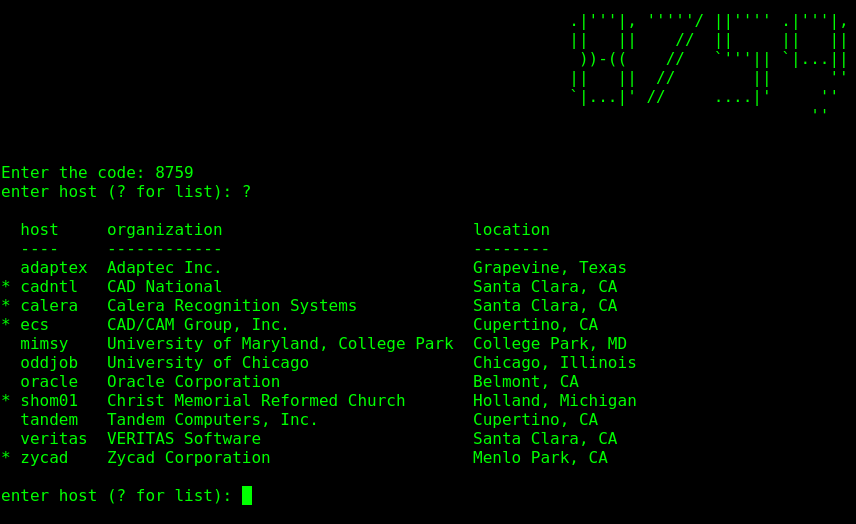 8759
Enter the code: 8759
enter host (? for list): ?
host organization location
---- ------------ --------
adaptex Adaptec Inc. Grapevine, Texas
* cadntl CAD National Santa Clara, CA
* calera Calera Recognition Systems Santa Clara, CA
* ecs CAD/CAM Group, Inc. Cupertino, CA
mimsy University of Maryland, College Park College Park, MD
oddjob University of Chicago Chicago, Illinois
oracle Oracle Corporation Belmont, CA
* shom01 Christ Memorial Reformed Church Holland, Michigan
tandem Tandem Computers, Inc. Cupertino, CA
veritas VERITAS Software Santa Clara, CA
* zycad Zycad Corporation Menlo Park, CA
enter host (? for list):